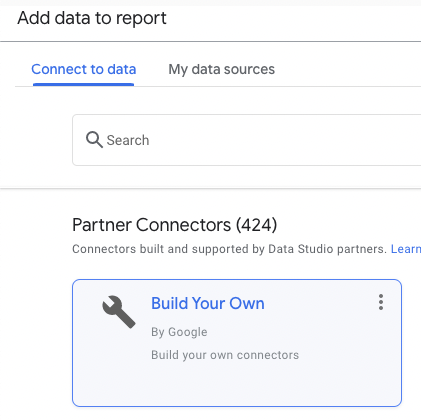 Add data to report
Connect to data My data sources
Search
Partner Connectors (424)
Connectors built and supported by Data Studio partners. Learn
Build Your Own
By Google
Build your own connectors